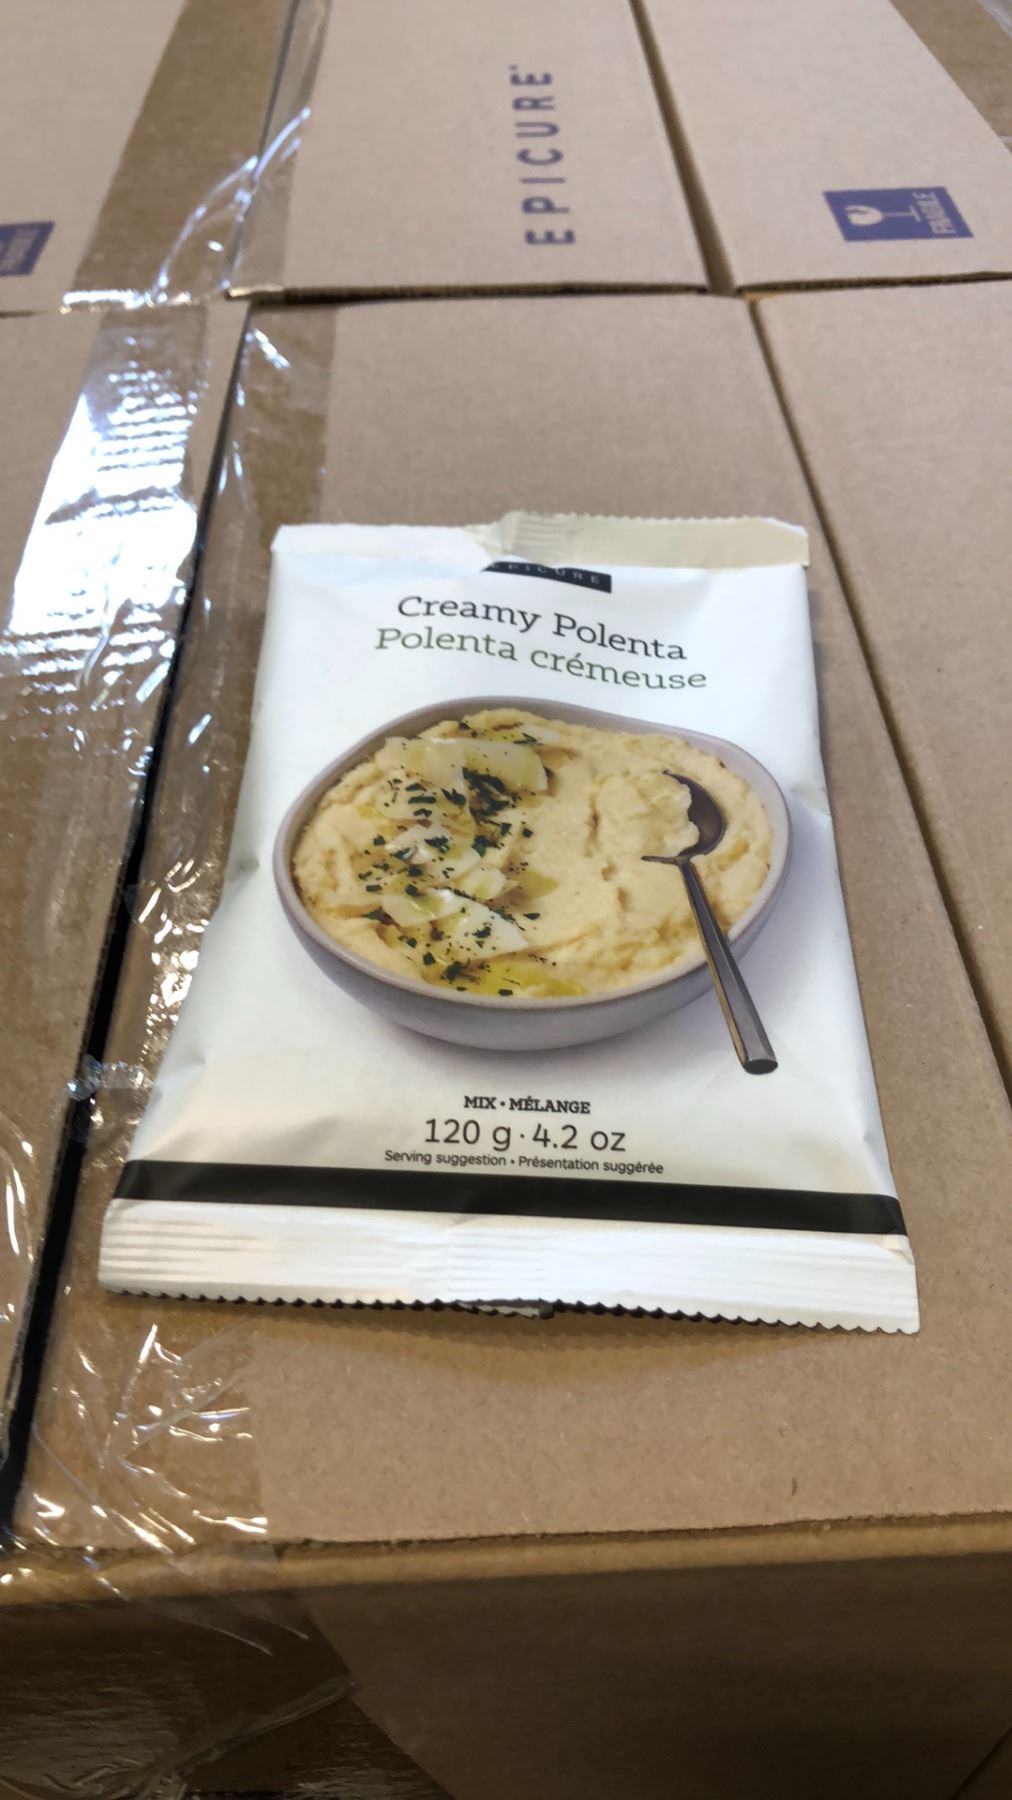 EPICURE
FRAGILE
EPICURE
Creamy Polenta
Polenta crémeuse
MIX • MÉLANGE
120 g · 4.2 oz
Serving suggestion • Présentation suggérée